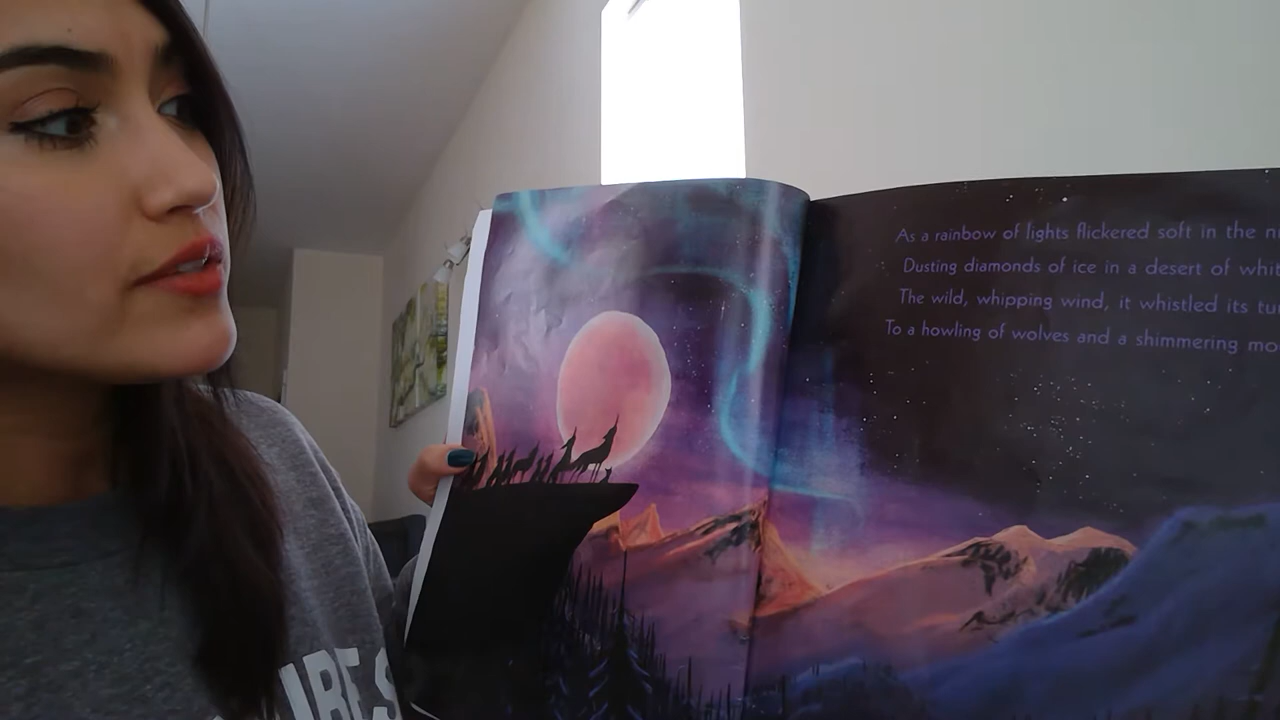 As a rainbow of lights flickered soft in the
Dusting diamonds of ice in a desert of
The wild, whipping wind, it whistled its
To a howling of wolves and a shimmering